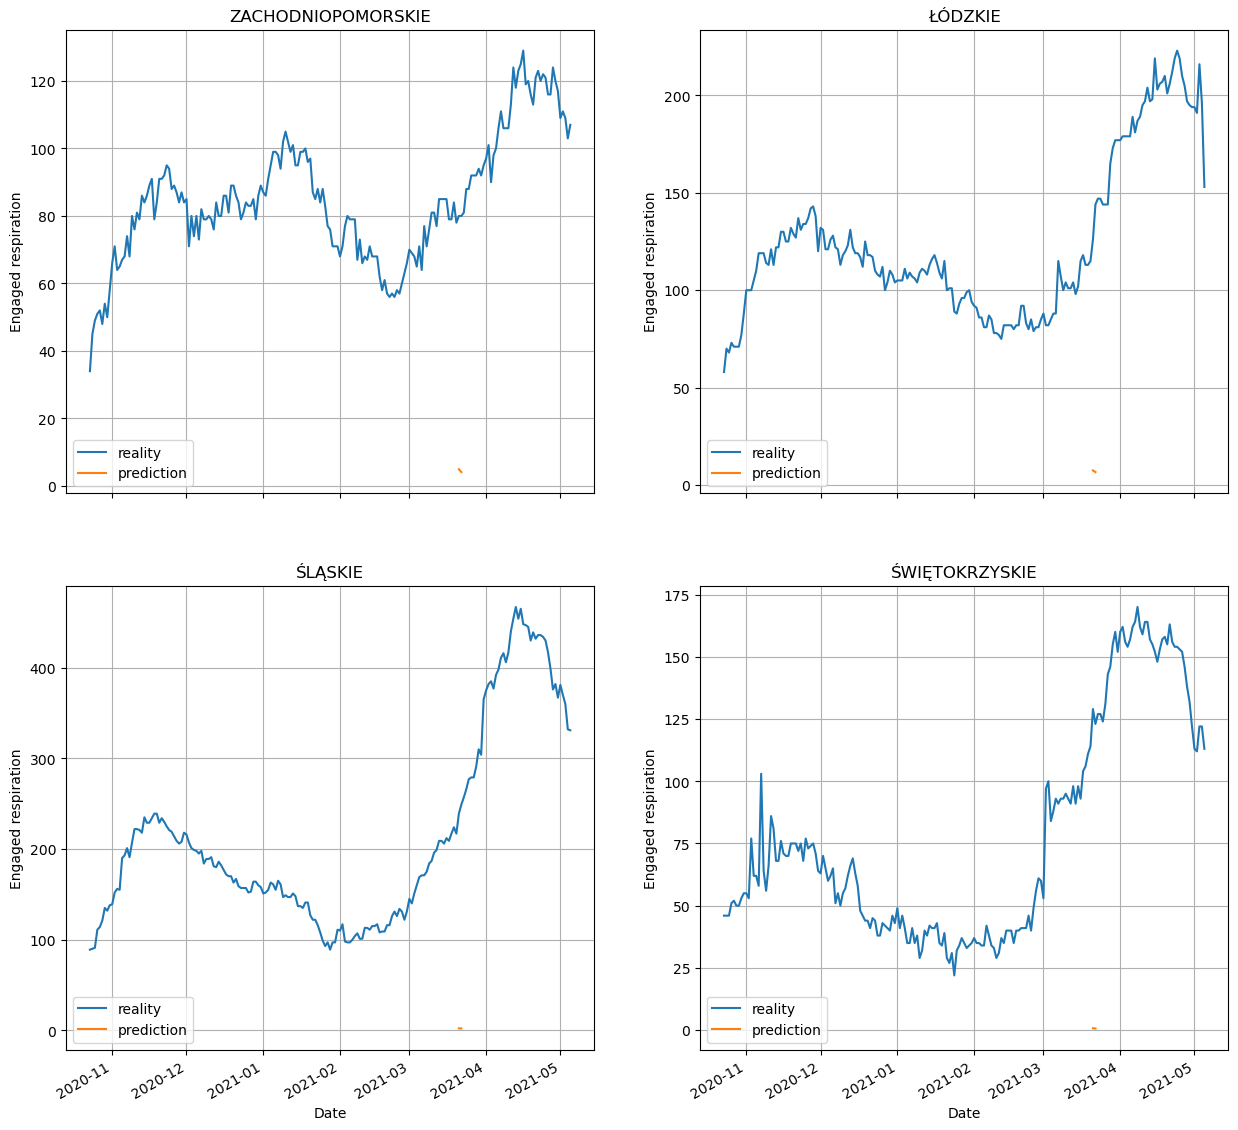 ZACHODNIOPOMORSKIE
Engaged respiration
120
100
80
60
40
20
0
reality
prediction
ŁÓDZKIE
Engaged respiration
200
150
100
50
0
reality
prediction
ŚLĄSKIE
Engaged respiration
400
300
200
100
0
reality
prediction
2020-11
2020-12
2021-01
2021-02
2021-03
2021-04
2021-05
Date
ŚWIĘTOKRZYSKIE
Engaged respiration
175
150
125
100
75
50
25
0
reality
prediction
2020-11
2020-12
2021-01
2021-02
2021-03
2021-04
2021-05
Date